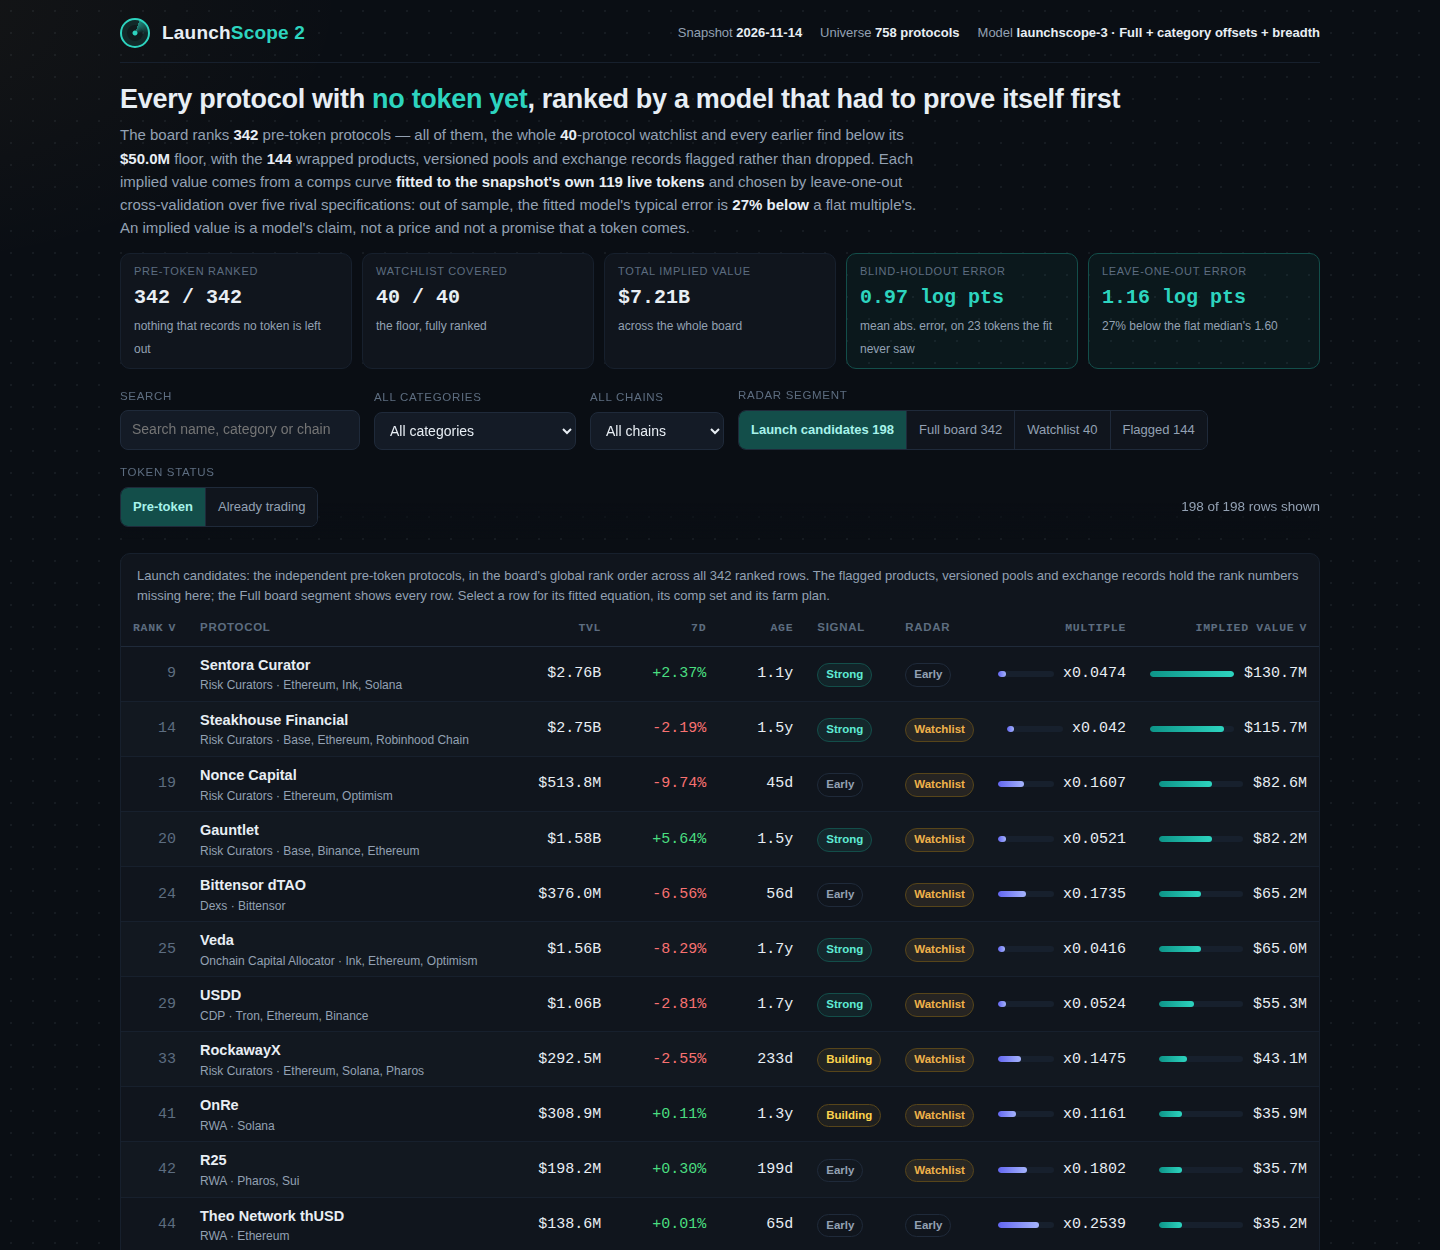 LaunchScope 2
Snapshot 2026-11-14 Universe 758 protocols Model launchscope-3 · Full + category offsets + breadth
Every protocol with no token yet, ranked by a model that had to prove itself first
The board ranks 342 pre-token protocols — all of them, the whole 40-protocol watchlist and every earlier find below its
$50.0M floor, with the 144 wrapped products, versioned pools and exchange records flagged rather than dropped. Each
implied value comes from a comps curve fitted to the snapshot's own 119 live tokens and chosen by leave-one-out
cross-validation over five rival specifications: out of sample, the fitted model's typical error is 27% below a flat multiple's.
An implied value is a model's claim, not a price and not a promise that a token comes.
PRE-TOKEN RANKED
342 / 342
nothing that records no token is left
out
WATCHLIST COVERED
40 / 40
the floor, fully ranked
TOTAL IMPLIED VALUE
$7.21B
across the whole board
BLIND-HOLDOUT ERROR
0.97 log pts
mean abs. error, on 23 tokens the fit
never saw
LEAVE-ONE-OUT ERROR
1.16 log pts
27% below the flat median's 1.60
SEARCH
Search name, category or chain
ALL CATEGORIES
All categories
ALL CHAINS
All chains
RADAR SEGMENT
Launch candidates 198 Full board 342 Watchlist 40 Flagged 144
TOKEN STATUS
Pre-token Already trading
198 of 198 rows shown
Launch candidates: the independent pre-token protocols, in the board's global rank order across all 342 ranked rows. The flagged products, versioned pools and exchange records hold the rank numbers
missing here; the Full board segment shows every row. Select a row for its fitted equation, its comp set and its farm plan.
RANK V PROTOCOL TVL 7D AGE SIGNAL RADAR MULTIPLE IMPLIED VALUE V
9 Sentora Curator $2.76B +2.37% 1.1y Strong Early x0.0474 $130.7M
Risk Curators · Ethereum, Ink, Solana
14 Steakhouse Financial $2.75B -2.19% 1.5y Strong Watchlist x0.042 $115.7M
Risk Curators · Base, Ethereum, Robinhood Chain
19 Nonce Capital $513.8M -9.74% 45d Early Watchlist x0.1607 $82.6M
Risk Curators · Ethereum, Optimism
20 Gauntlet $1.58B +5.64% 1.5y Strong Watchlist x0.0521 $82.2M
Risk Curators · Base, Binance, Ethereum
24 Bittensor dTAO $376.0M -6.56% 56d Early Watchlist x0.1735 $65.2M
Dexs · Bittensor
25 Veda $1.56B -8.29% 1.7y Strong Watchlist x0.0416 $65.0M
Onchain Capital Allocator · Ink, Ethereum, Optimism
29 USDD $1.06B -2.81% 1.7y Strong Watchlist x0.0524 $55.3M
CDP · Tron, Ethereum, Binance
33 RockawayX $292.5M -2.55% 233d Building Watchlist x0.1475 $43.1M
Risk Curators · Ethereum, Solana, Pharos
41 OnRe $308.9M +0.11% 1.3y Building Watchlist x0.1161 $35.9M
RWA · Solana
42 R25 $198.2M +0.30% 199d Early Watchlist x0.1802 $35.7M
RWA · Pharos, Sui
44 Theo Network thUSD $138.6M +0.01% 65d Early Early x0.2539 $35.2M
RWA · Ethereum